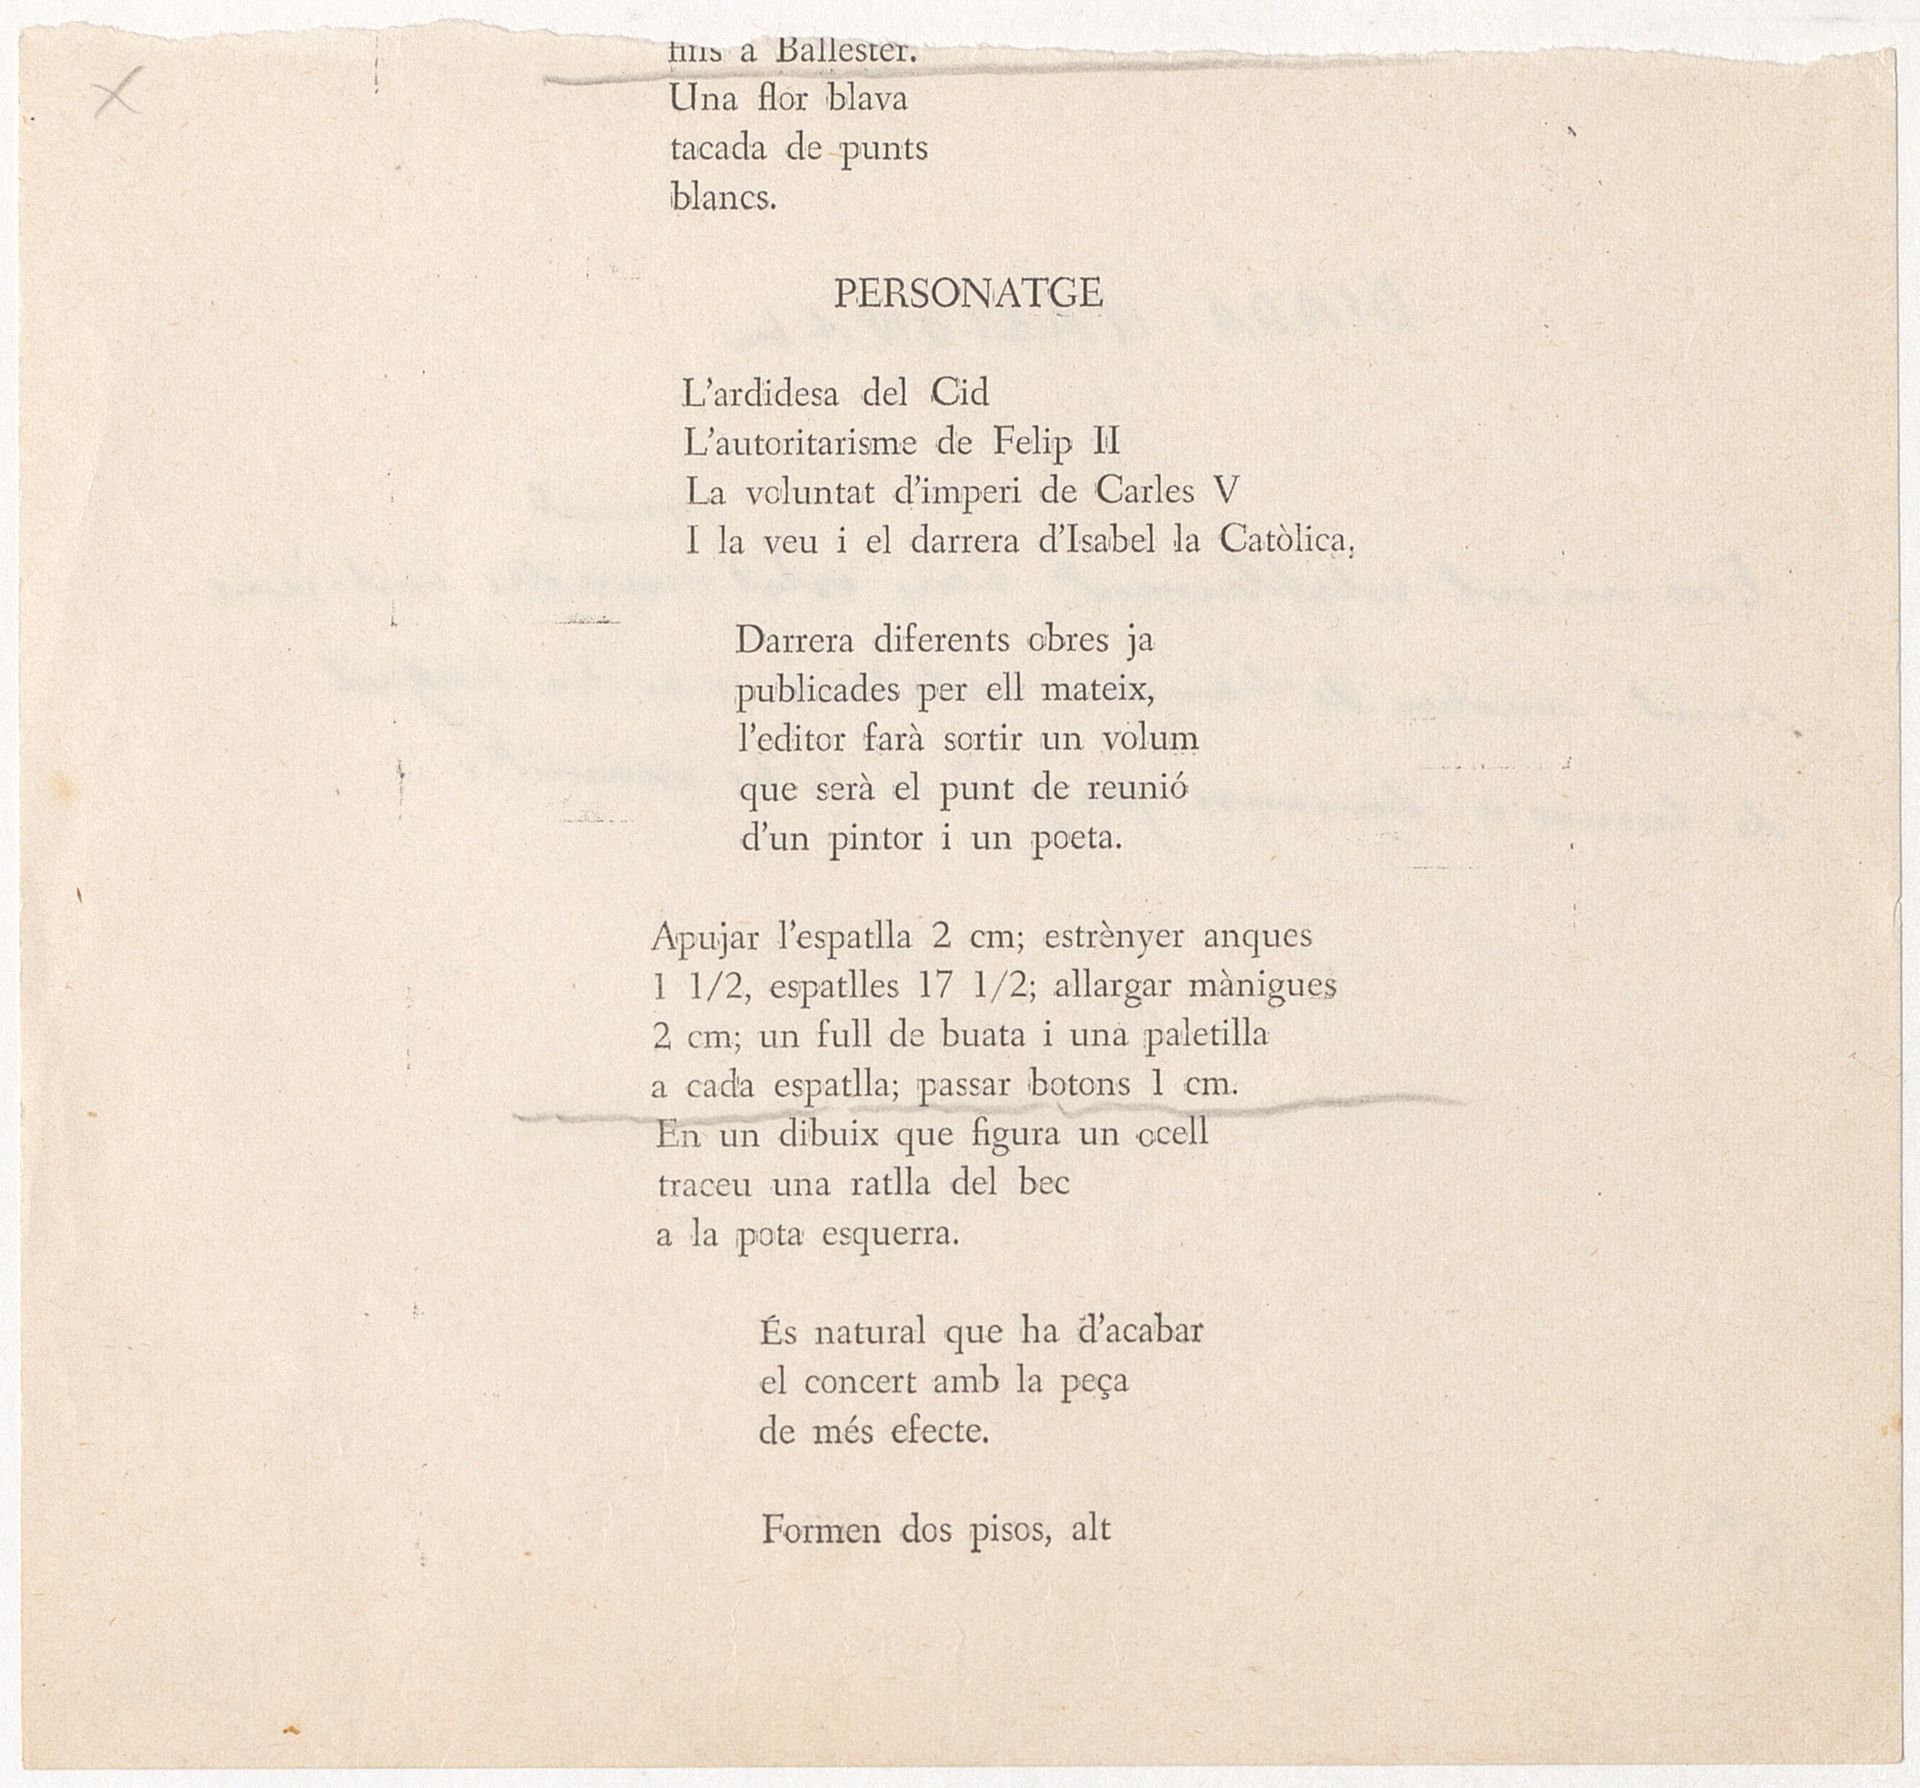 fins a Ballester.
Una flor blava
tacada de punts
blancs.
PERSONATGE
L'ardidesa del Cid
L'autoritarisme de Felip II
La voluntat d'imperi de Carles V
I la veu i el darrera d'Isabel la Catòlica.
Darrera diferents obres ja
publicades per ell mateix,
l'editor farà sortir un volum
que serà el punt de reunió
d'un pintor i un poeta.
Apujar l'espatlla 2 cm; estrènyer anques
1 1/2, espatlles 17 1/2; allargar mànigues
2 cm; un full de buata i una paletilla
a cada espatlla; passar botons 1 cm.
En un dibuix que figura un ocell
traceu una ratlla del bec
a la pota esquerra.
És natural que ha d'acabar
el concert amb la peça
de més efecte.
Formen dos pisos, alt